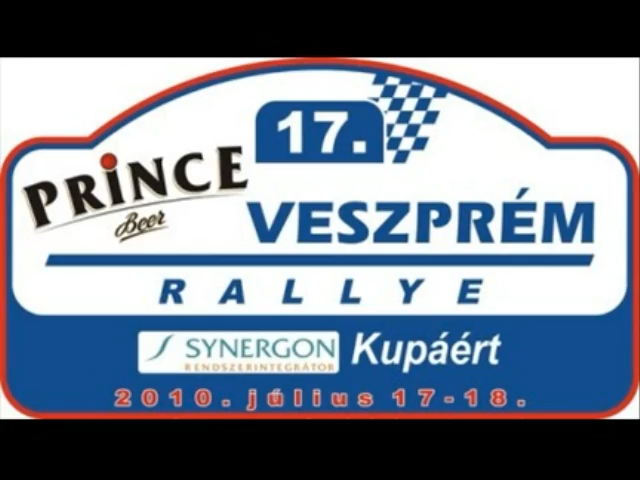 17.
PRINCE
Beer
VESZPRÉM
RALLYE
SYNERGON Kupáért
RENDSZERINTEGRÁTOR
2010. július 17-18.